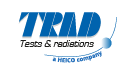 TRAD
Tests & radiations
a HEICO company